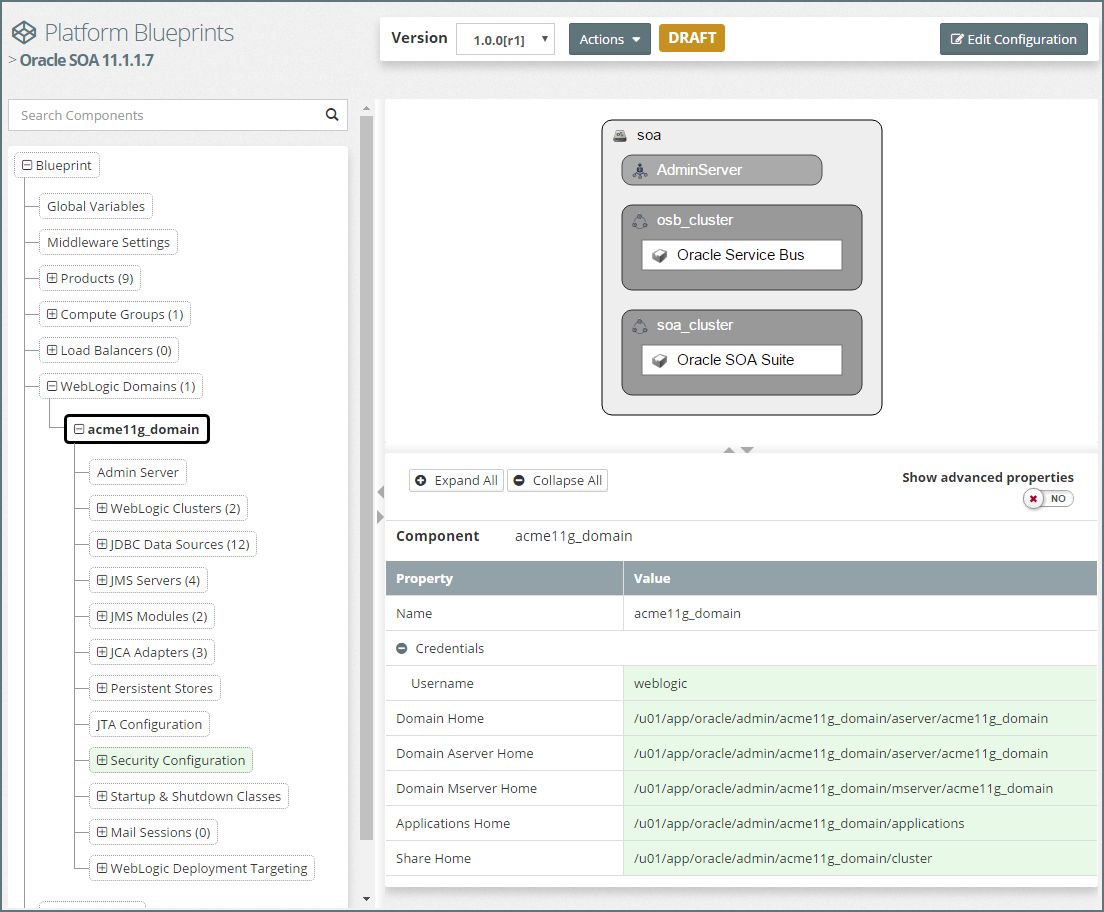 Platform Blueprints
> Oracle SOA 11.1.1.7
Version 1.0.0[r1] Actions DRAFT Edit Configuration
Search Components
Blueprint
Global Variables
Middleware Settings
Products (9)
Compute Groups (1)
Load Balancers (0)
WebLogic Domains (1)
acme11g_domain
Admin Server
WebLogic Clusters (2)
JDBC Data Sources (12)
JMS Servers (4)
JMS Modules (2)
JCA Adapters (3)
Persistent Stores
JTA Configuration
Security Configuration
Startup & Shutdown Classes
Mail Sessions (0)
WebLogic Deployment Targeting
soa
AdminServer
osb_cluster
Oracle Service Bus
soa_cluster
Oracle SOA Suite
Expand All Collapse All
Show advanced properties
NO
Component acme11g_domain
Property Value
Name acme11g_domain
Credentials
Username weblogic
Domain Home /u01/app/oracle/admin/acme11g_domain/aserver/acme11g_domain
Domain Aserver Home /u01/app/oracle/admin/acme11g_domain/aserver/acme11g_domain
Domain Mserver Home /u01/app/oracle/admin/acme11g_domain/mserver/acme11g_domain
Applications Home /u01/app/oracle/admin/acme11g_domain/applications
Share Home /u01/app/oracle/admin/acme11g_domain/cluster